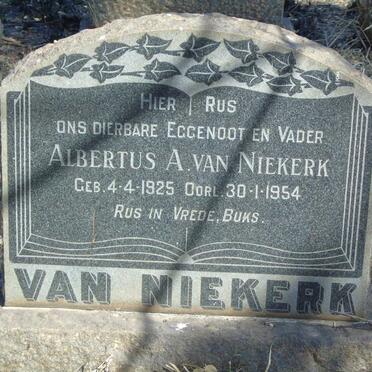 HIER RUS
ONS DIERBARE EGGENOOT EN VADER
ALBERTUS A. VAN NIEKERK
GEB. 4-4-1925 OORL. 30-1-1954
RUS IN VREDE, BUKS.
VAN NIEKERK